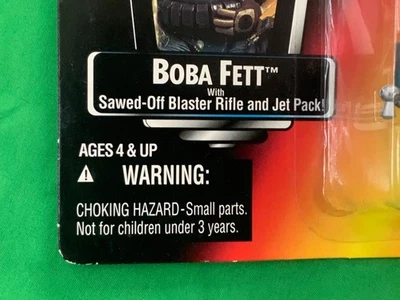 BOBA FETT™
With
Sawed-Off Blaster Rifle and Jet Pack!
AGES 4 & UP
⚠ WARNING:
CHOKING HAZARD-Small parts.
Not for children under 3 years.